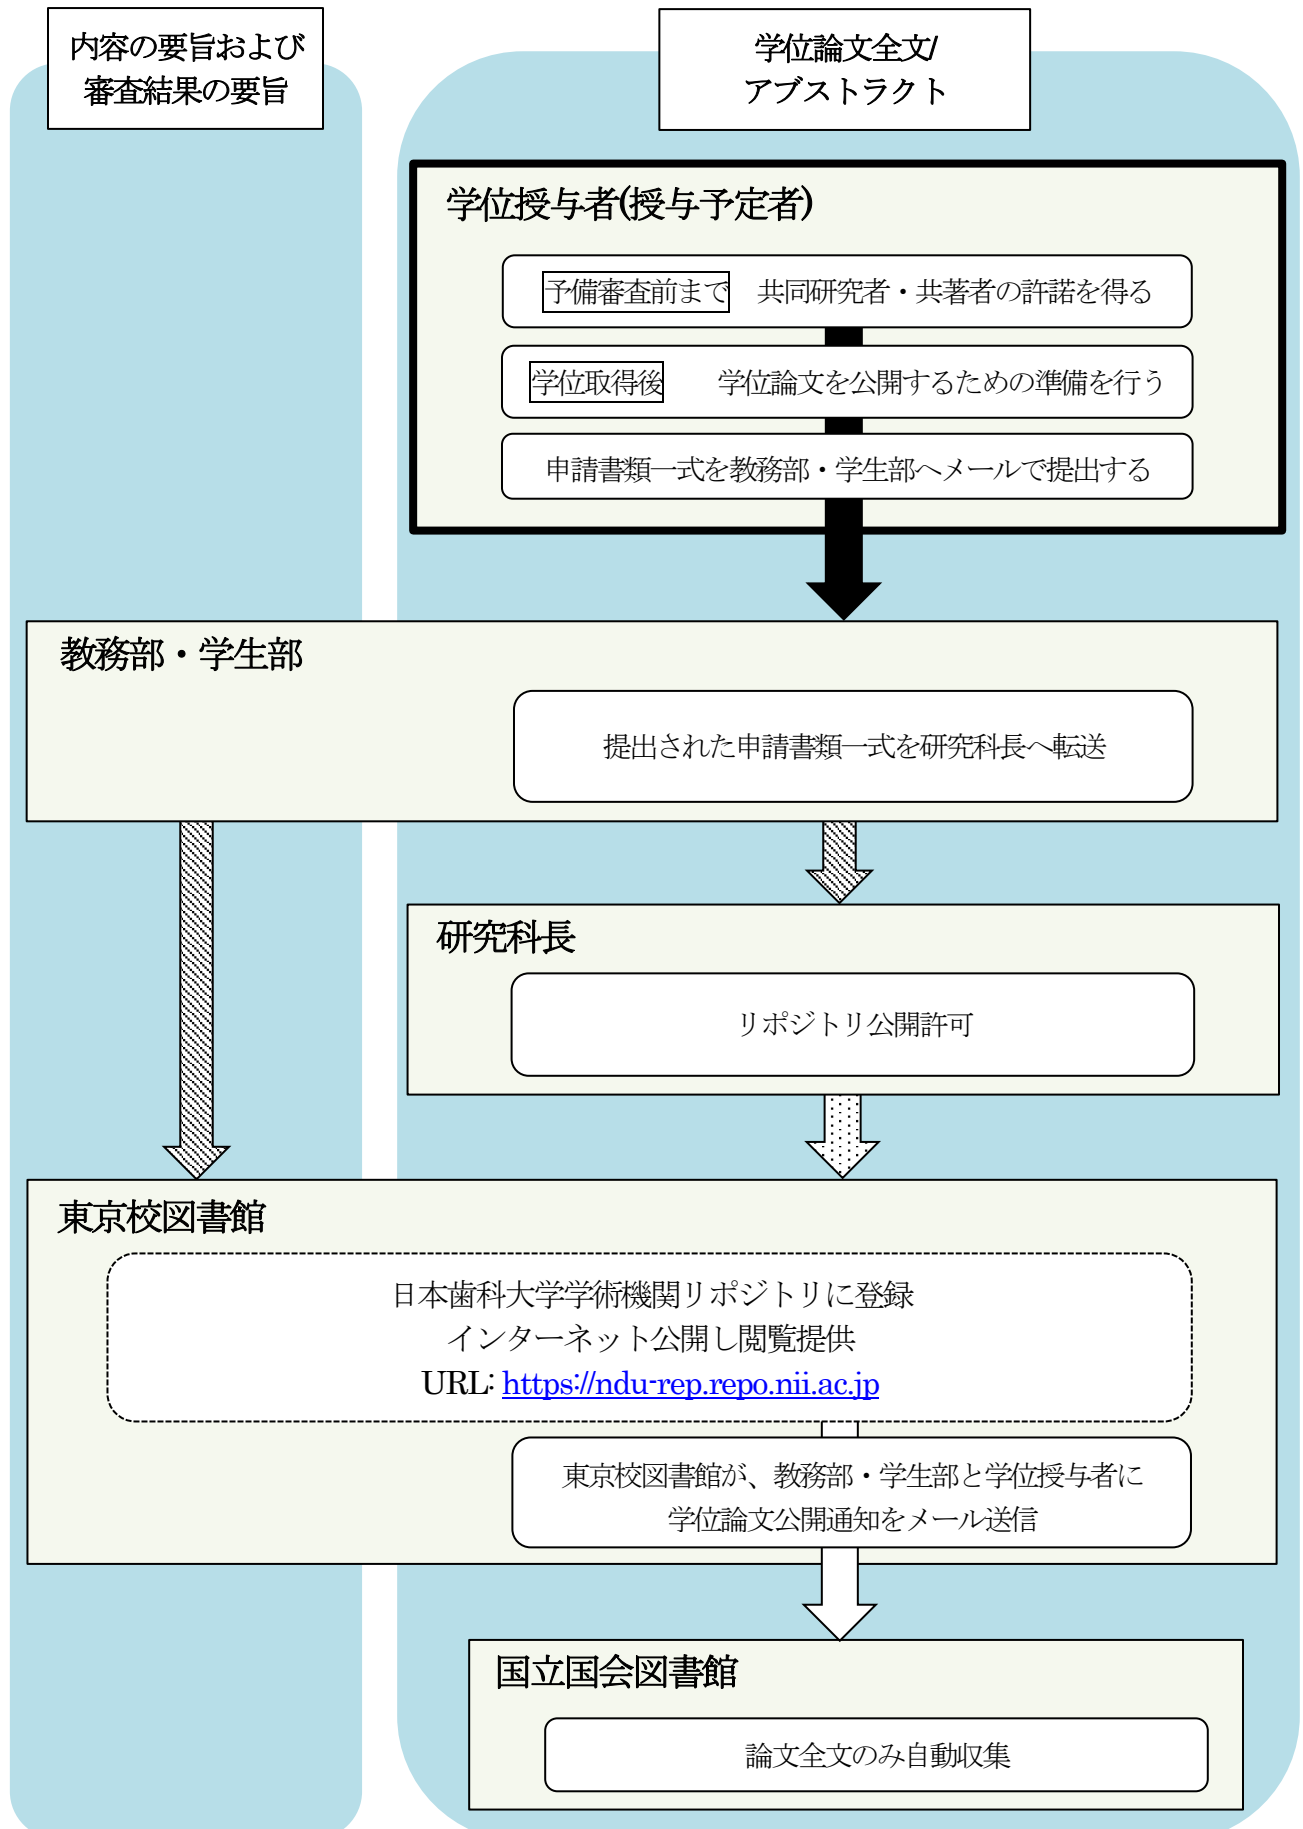 内容の要旨および
審査結果の要旨
学位論文全文/
アブストラクト
学位授与者(授与予定者)
予備審査前まで 共同研究者・共著者の許諾を得る
学位取得後 学位論文を公開するための準備を行う
申請書類一式を教務部・学生部へメールで提出する
教務部・学生部
提出された申請書類一式を研究科長へ転送
研究科長
リポジトリ公開許可
東京校図書館
日本歯科大学学術機関リポジトリに登録
インターネット公開し閲覧提供
URL: https://ndu-rep.repo.nii.ac.jp
東京校図書館が、教務部・学生部と学位授与者に
学位論文公開通知をメール送信
国立国会図書館
論文全文のみ自動収集